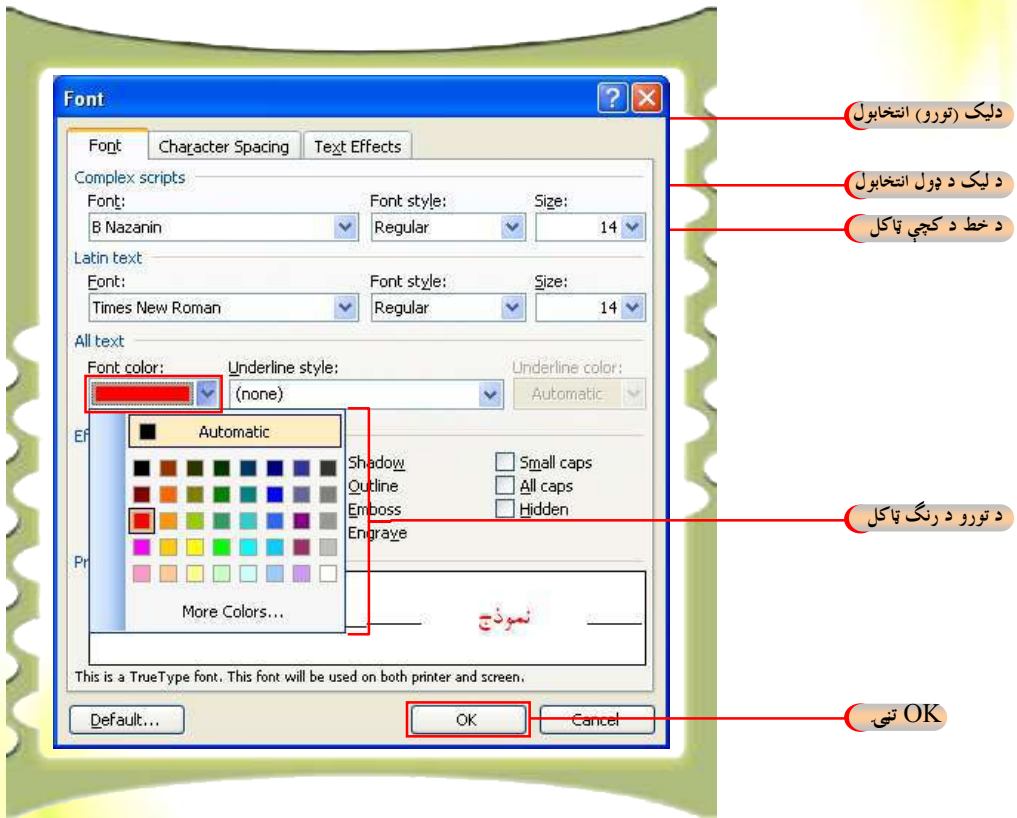 Font
Font Character Spacing Text Effects
Complex scripts
Font: Font style: Size:
B Nazanin Regular 14
Latin text
Font: Font style: Size:
Times New Roman Regular 14
All text
Font color: Underline style: Underline color:
(none) Automatic
Automatic
Shadow Small caps
Outline All caps
Emboss Hidden
Engrave
More Colors...
نموذج
This is a TrueType font. This font will be used on both printer and screen.
Default... OK Cancel
دلیک (تورو) انتخابول
د لیک د ډول انتخابول
د خط د کچې ټاکل
د تورو د رنگ ټاکل
OK تڼۍ